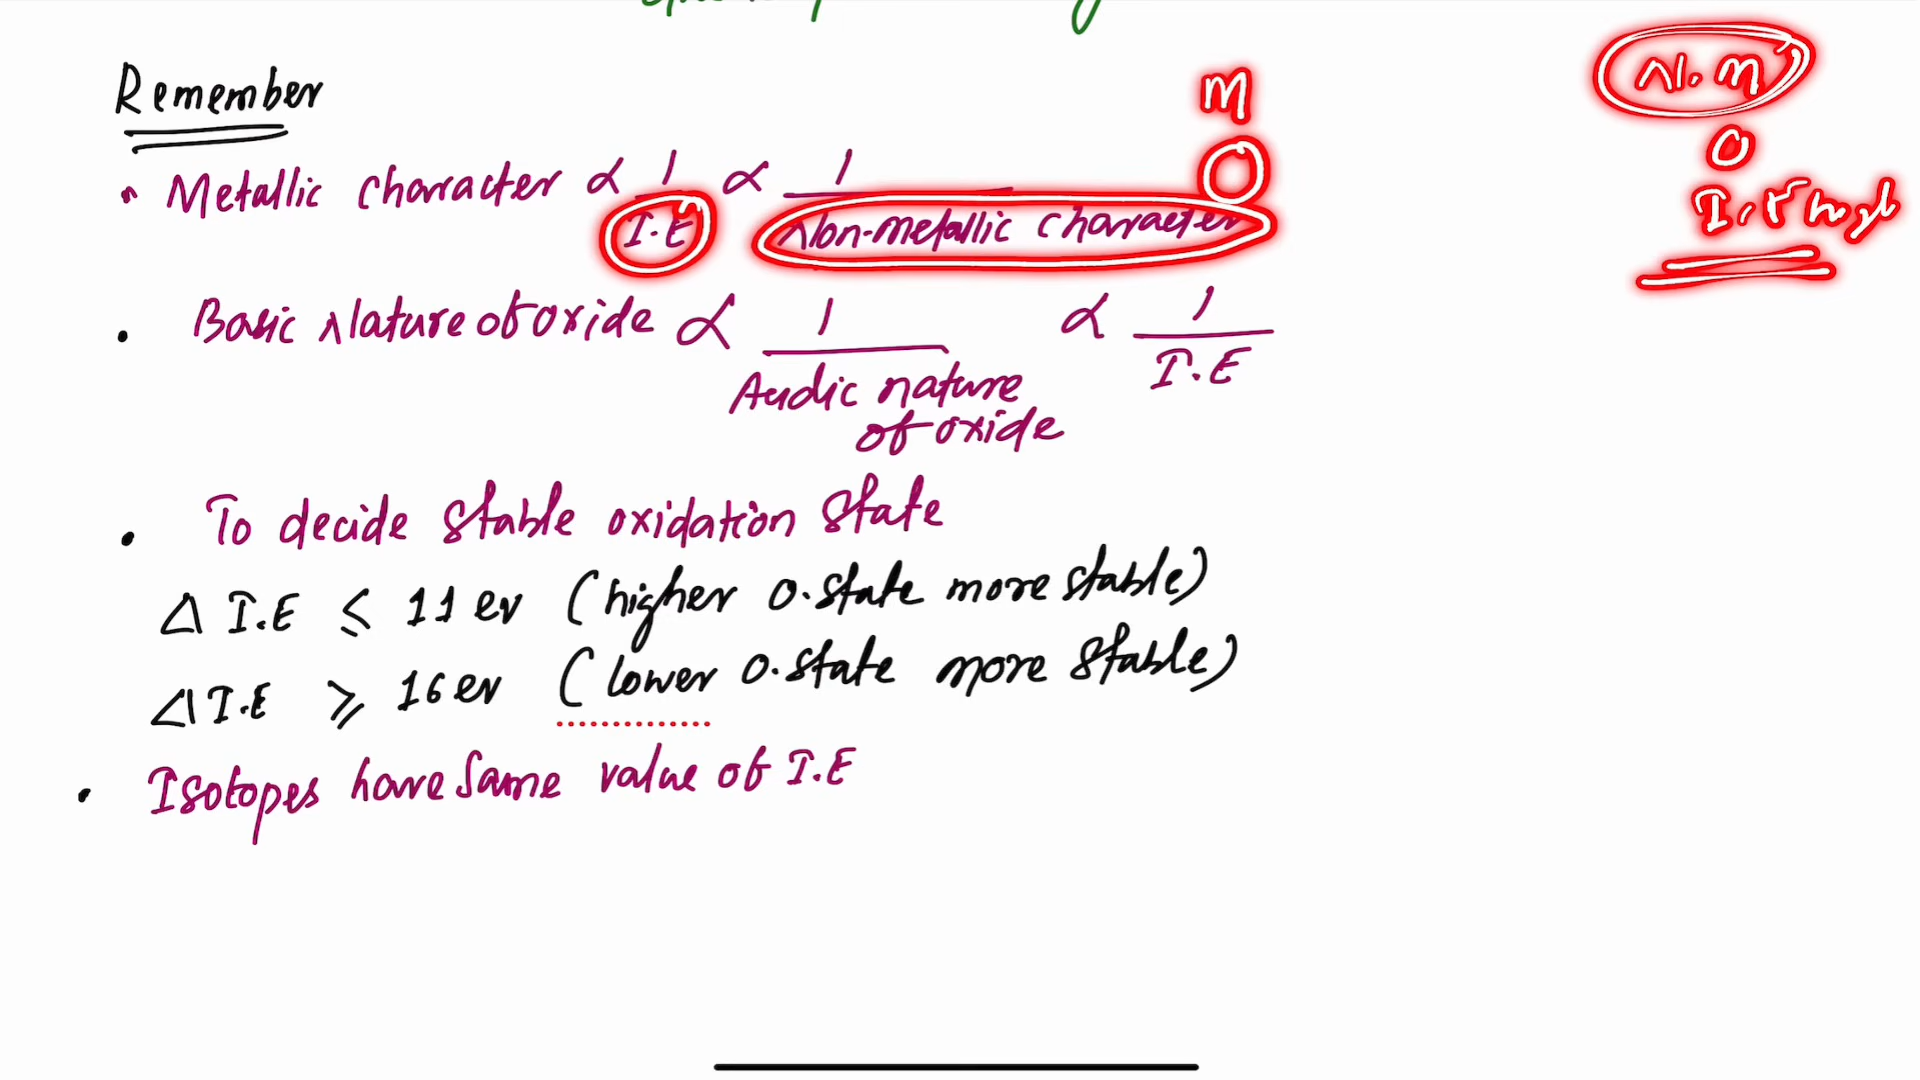 Remember
• Metallic character ∝ 1/I.E ∝ 1/Non-metallic character
M
N.M
I.E high
• Basic Nature of oxide ∝ 1/Acidic nature of oxide ∝ 1/I.E
• To decide stable oxidation state
Δ I.E ≤ 11 ev (higher o.state more stable)
Δ I.E ≥ 16 ev (lower o.state more stable)
• Isotopes have same value of I.E